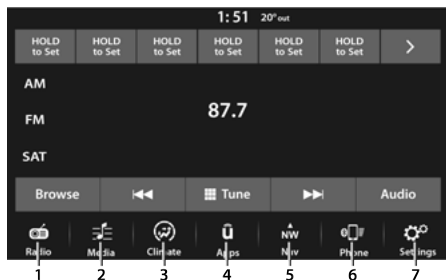 1:51 20° out
HOLD to Set HOLD to Set HOLD to Set HOLD to Set HOLD to Set HOLD to Set
AM
87.7
FM
SAT
Browse Tune Audio
NW
Radio Media Climate Apps Nav Phone Settings
1 2 3 4 5 6 7